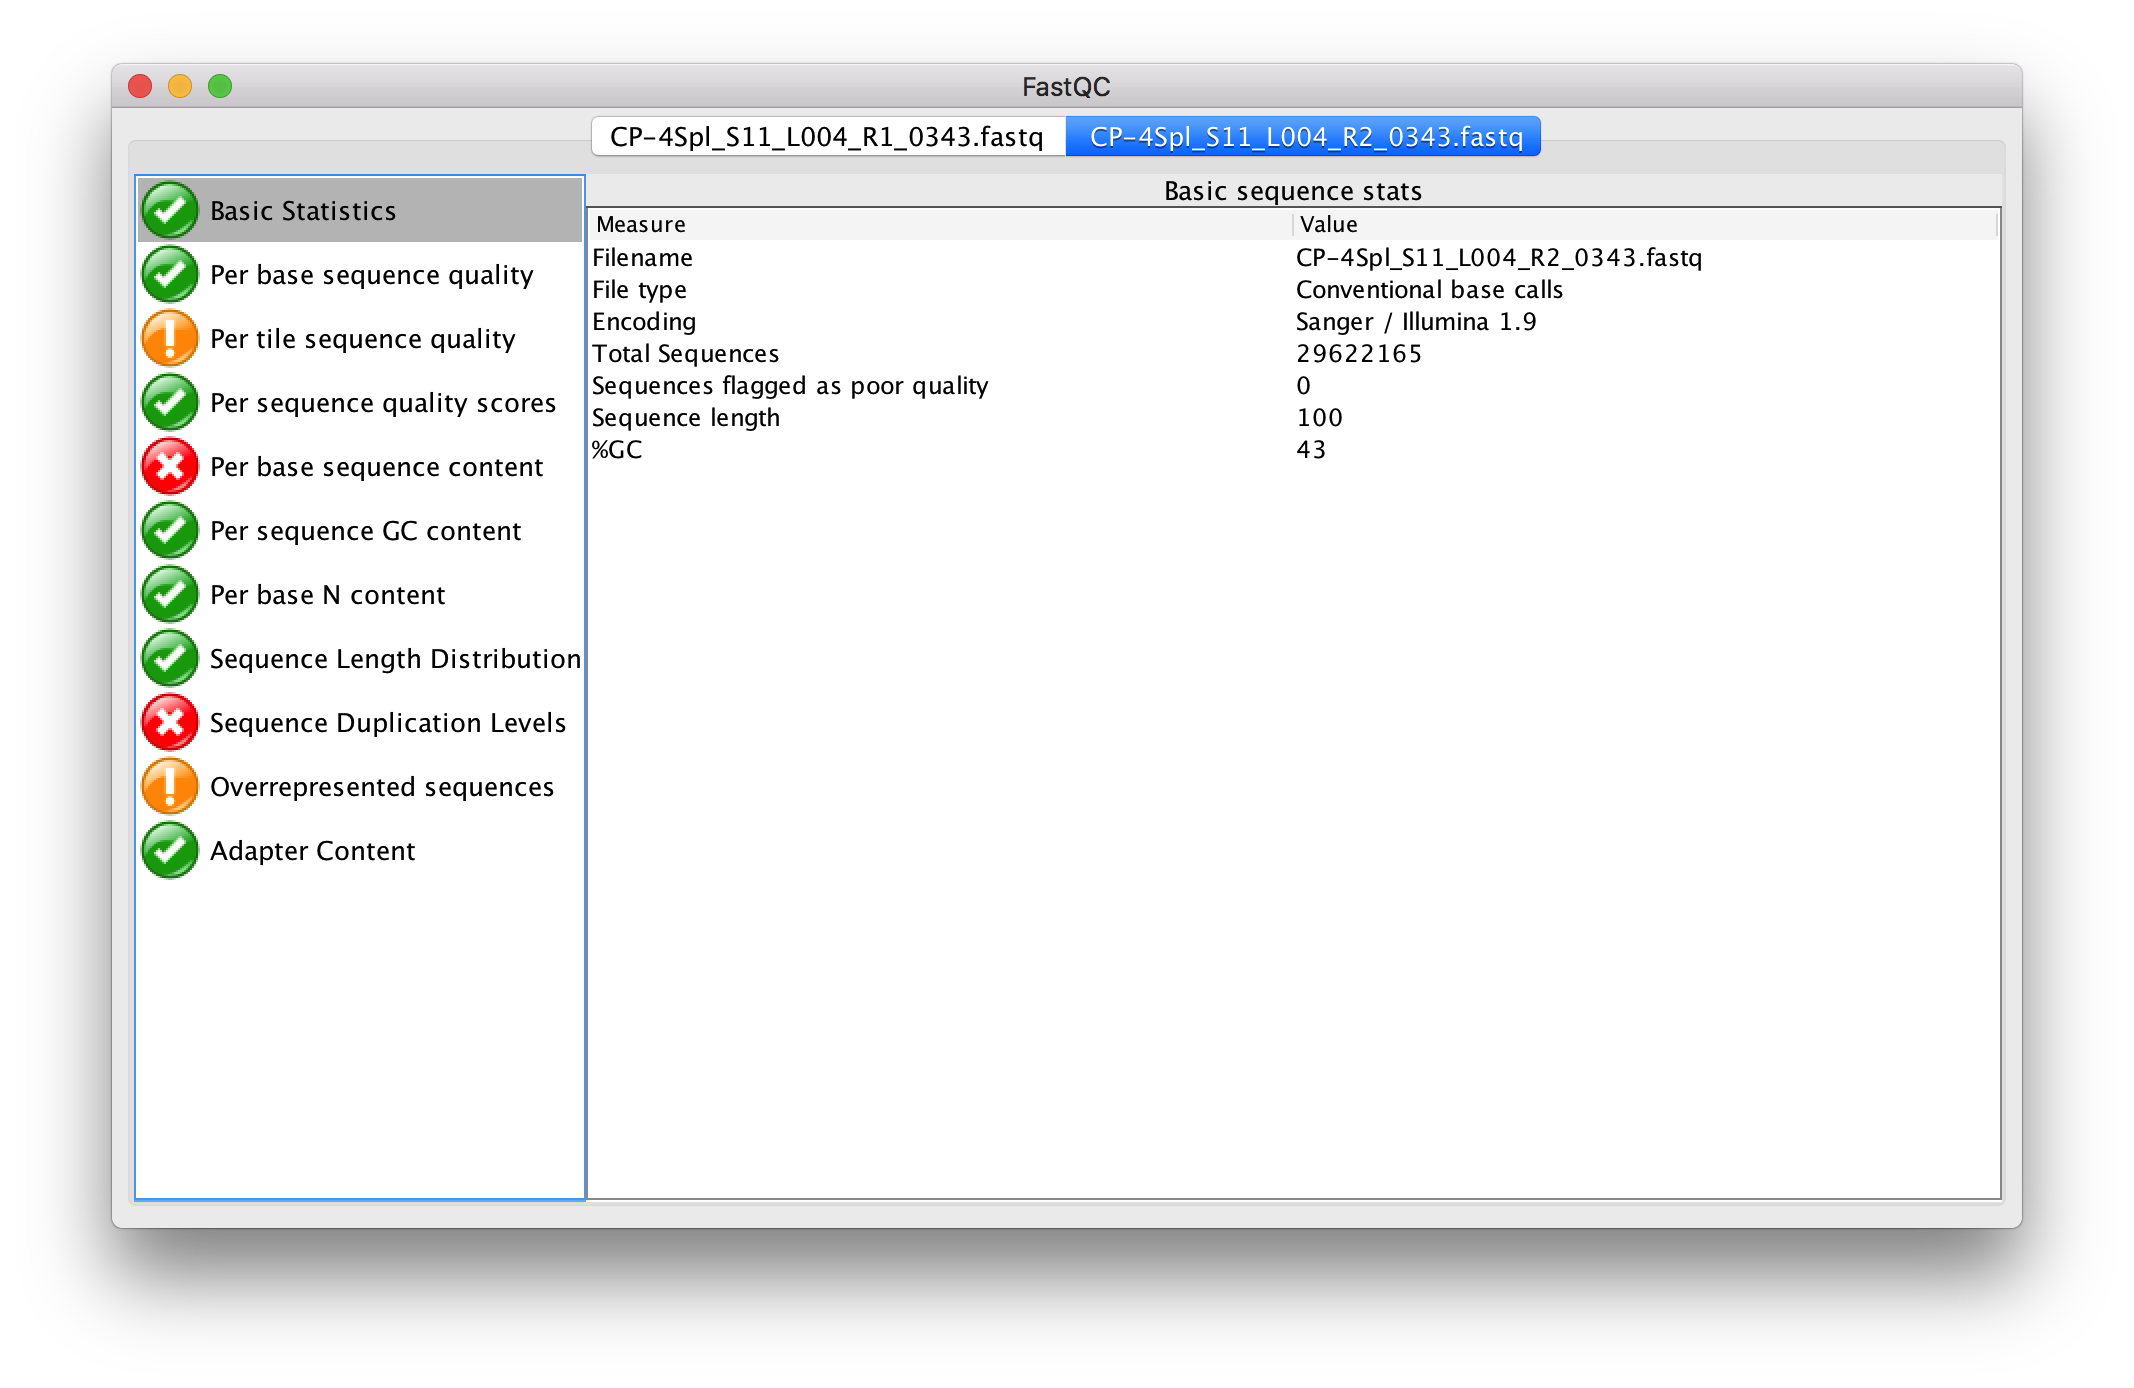 FastQC
CP-4Spl_S11_L004_R1_0343.fastq CP-4Spl_S11_L004_R2_0343.fastq
Basic Statistics
Per base sequence quality
Per tile sequence quality
Per sequence quality scores
Per base sequence content
Per sequence GC content
Per base N content
Sequence Length Distribution
Sequence Duplication Levels
Overrepresented sequences
Adapter Content
Basic sequence stats
Measure Value
Filename CP-4Spl_S11_L004_R2_0343.fastq
File type Conventional base calls
Encoding Sanger / Illumina 1.9
Total Sequences 29622165
Sequences flagged as poor quality 0
Sequence length 100
%GC 43